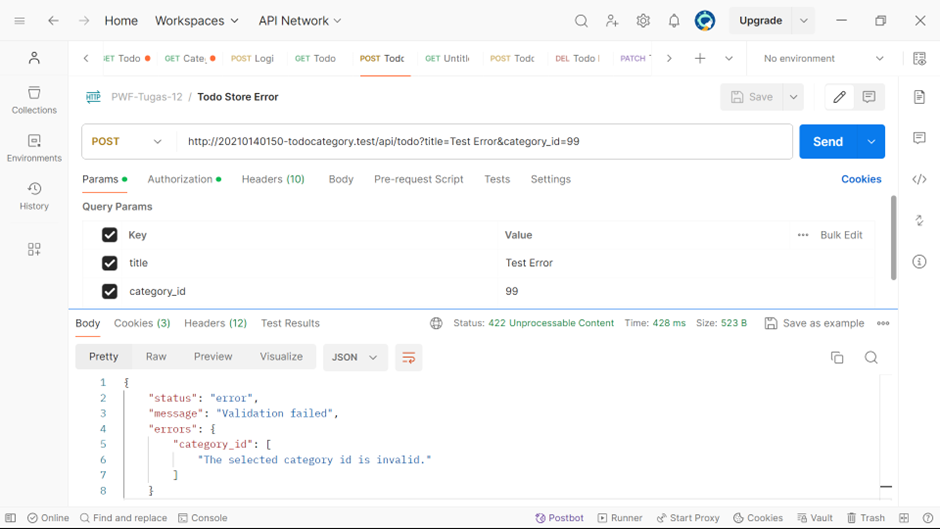 Home Workspaces API Network Upgrade
GET Todo GET Cate POST Logi GET Todo POST Todo GET Untitle POST Todo DEL Todo PATCH No environment
PWF-Tugas-12 / Todo Store Error Save
POST http://20210140150-todocategory.test/api/todo?title=Test Error&category_id=99 Send
Params Authorization Headers (10) Body Pre-request Script Tests Settings Cookies
Query Params
Key Value Bulk Edit
title Test Error
category_id 99
Collections
Environments
History
Body Cookies (3) Headers (12) Test Results Status: 422 Unprocessable Content Time: 428 ms Size: 523 B Save as example
Pretty Raw Preview Visualize JSON
1 {
2 "status": "error",
3 "message": "Validation failed",
4 "errors": {
5 "category_id": [
6 "The selected category id is invalid."
7 ]
8 }
Online Find and replace Console Postbot Runner Start Proxy Cookies Vault Trash